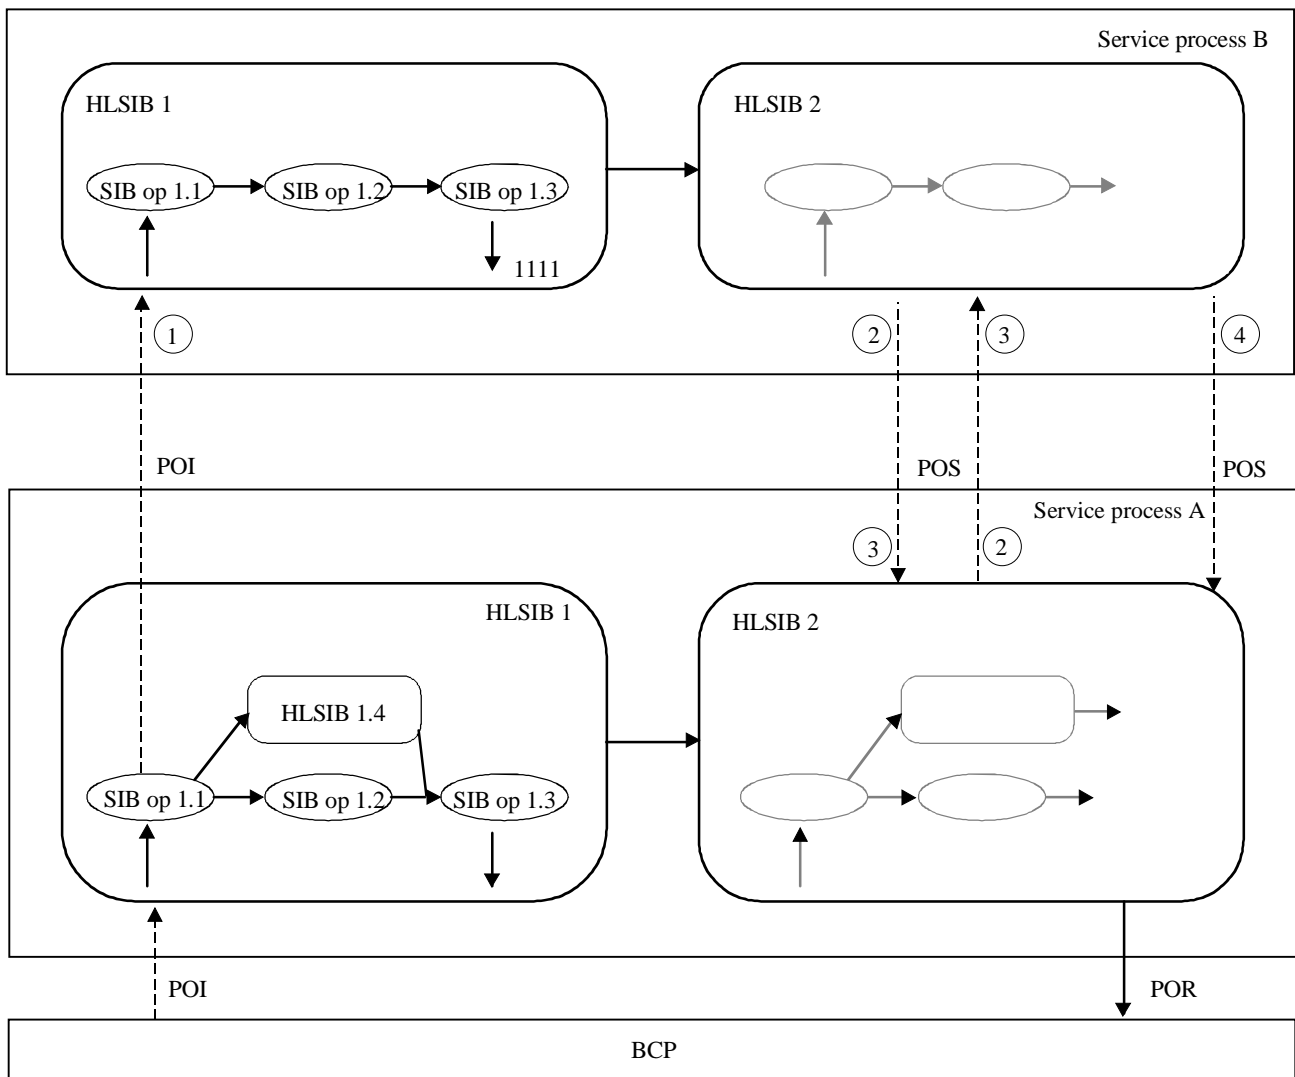 Service process B
HLSIB 1
HLSIB 2
SIB op 1.1
SIB op 1.2
SIB op 1.3
1111
1
2
3
4
POI
POS
POS
Service process A
3
2
HLSIB 1
HLSIB 2
HLSIB 1.4
SIB op 1.1
SIB op 1.2
SIB op 1.3
POI
POR
BCP